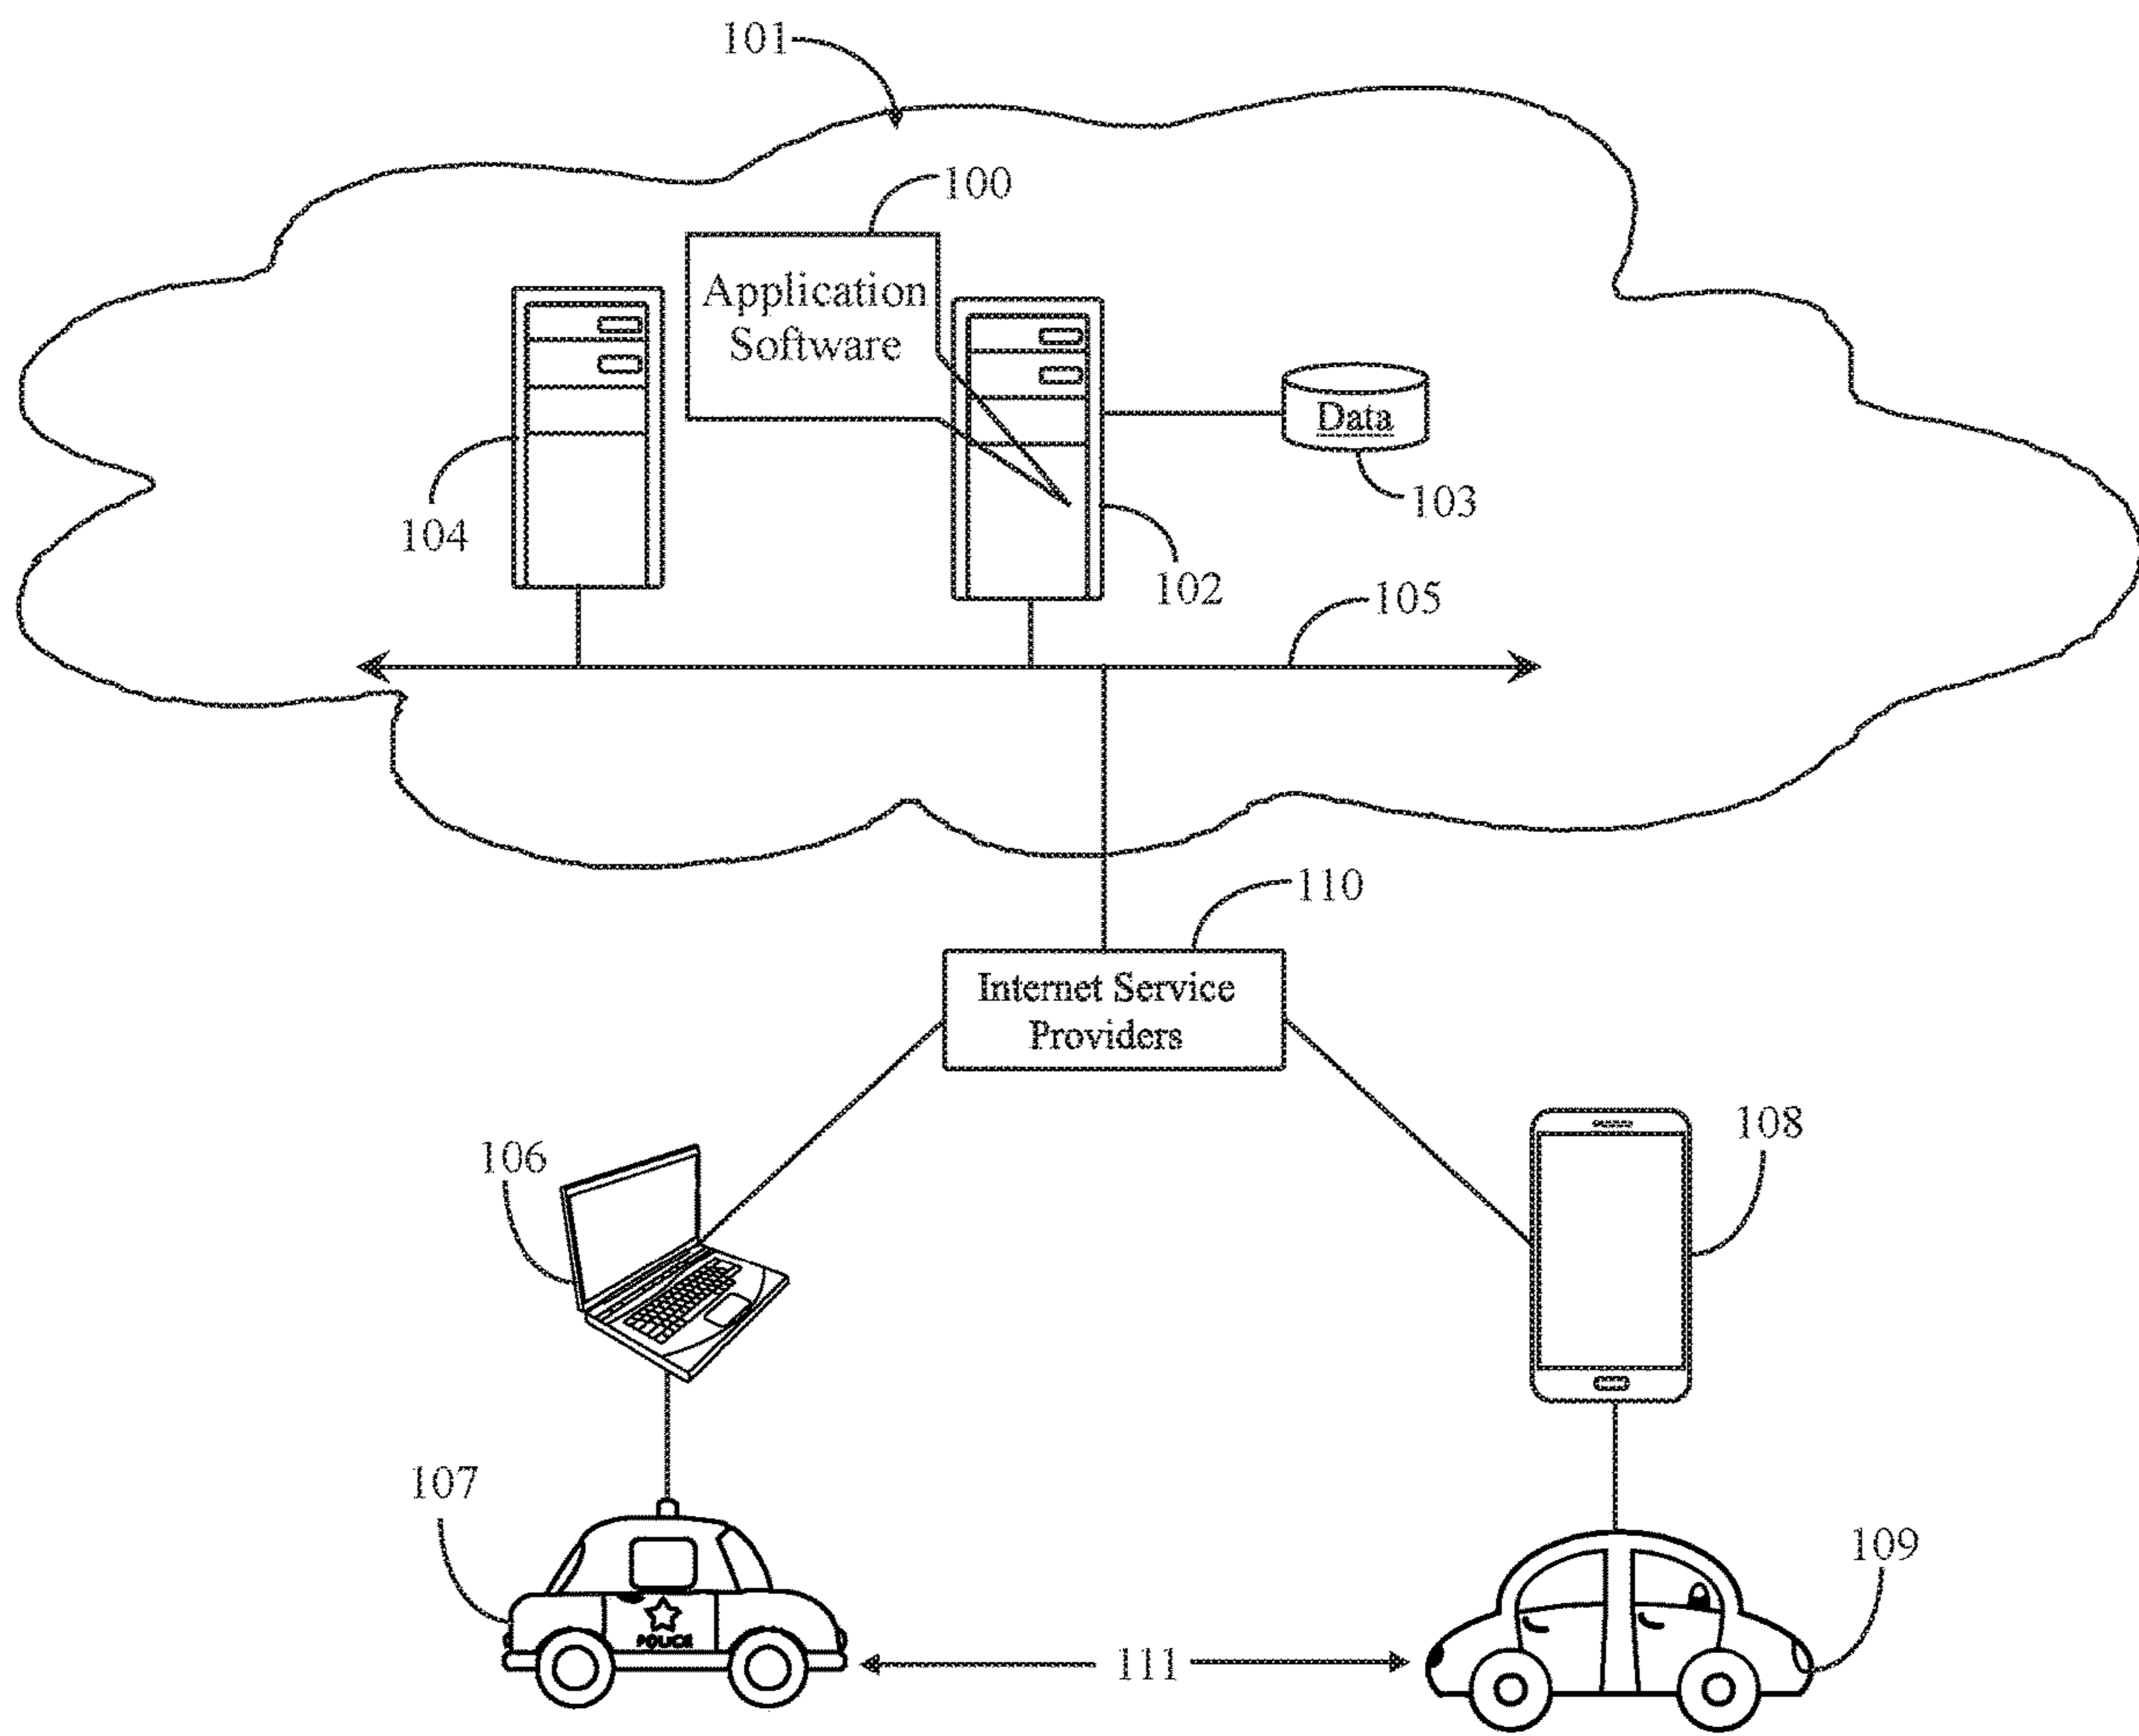 101
100
Application
Software
Data
103
104
102
105
110
Internet Service
Providers
106
108
107
POLICE
109
111